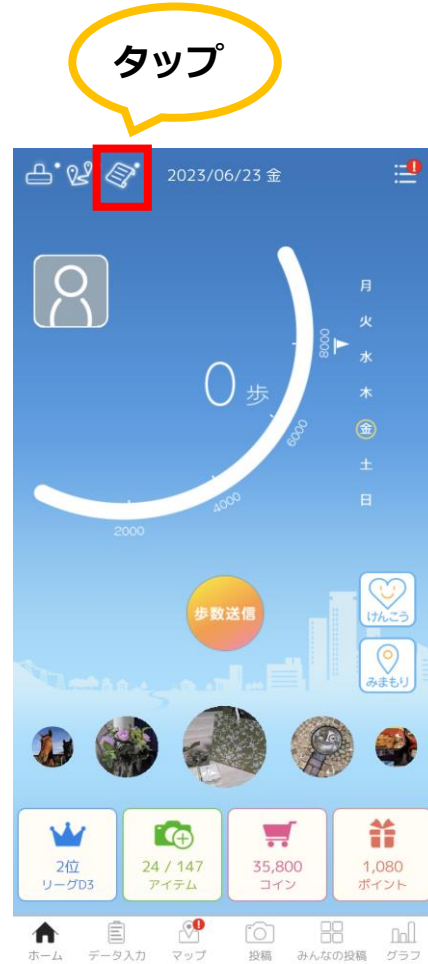 タップ
2023/06/23 金
月
火
8000
水
0 歩
木
金
6000
土
4000
日
2000
歩数送信
けんこう
みまもり
2位
リーグD3
24 / 147
アイテム
35,800
コイン
1,080
ポイント
ホーム データ入力 マップ 投稿 みんなの投稿 グラフ